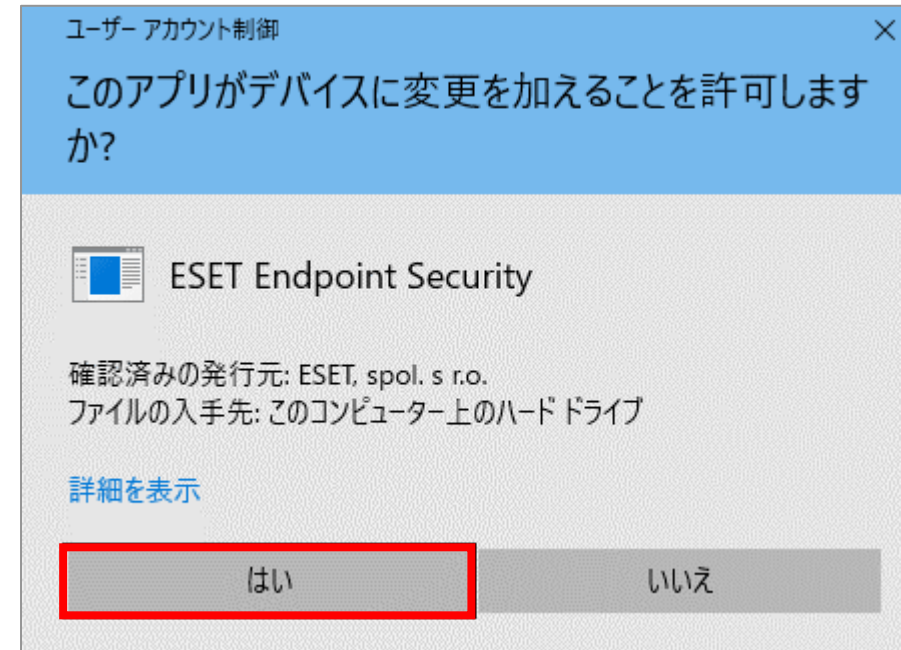 ユーザー アカウント制御
このアプリがデバイスに変更を加えることを許可します
か?
ESET Endpoint Security
確認済みの発行元: ESET, spol. s r.o.
ファイルの入手先: このコンピューター上のハード ドライブ
詳細を表示
はい
いいえ